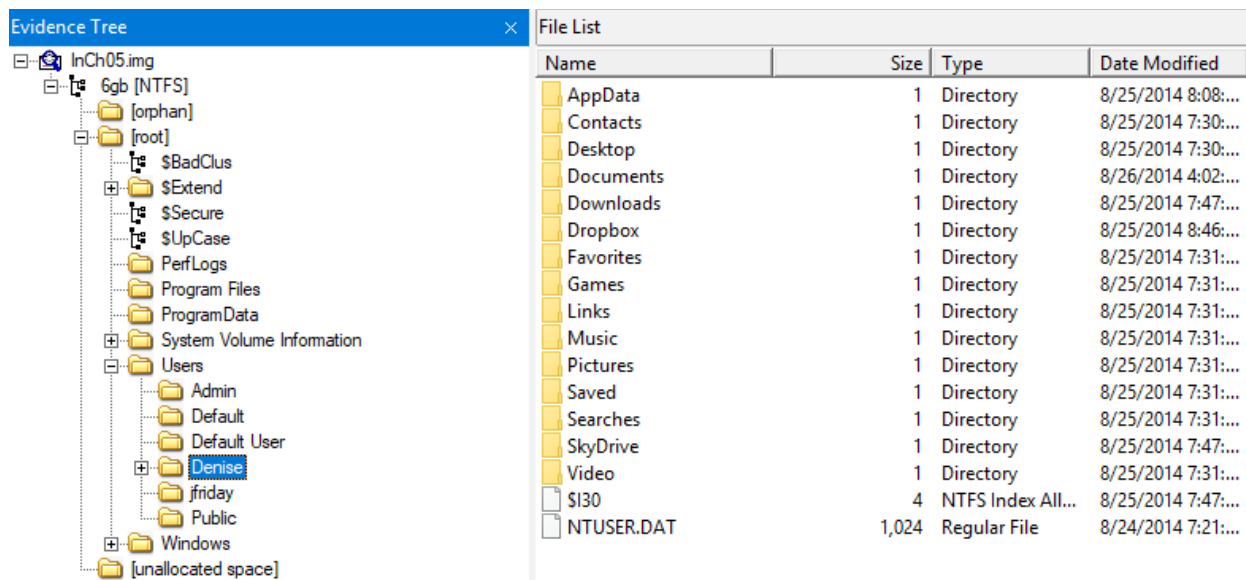 Evidence Tree
InCh05.img
6gb [NTFS]
[orphan]
[root]
$BadClus
$Extend
$Secure
$UpCase
PerfLogs
Program Files
ProgramData
System Volume Information
Users
Admin
Default
Default User
Denise
jfriday
Public
Windows
[unallocated space]
File List
Name Size Type Date Modified
AppData 1 Directory 8/25/2014 8:08:...
Contacts 1 Directory 8/25/2014 7:30:...
Desktop 1 Directory 8/25/2014 7:30:...
Documents 1 Directory 8/26/2014 4:02:...
Downloads 1 Directory 8/25/2014 7:47:...
Dropbox 1 Directory 8/25/2014 8:46:...
Favorites 1 Directory 8/25/2014 7:31:...
Games 1 Directory 8/25/2014 7:31:...
Links 1 Directory 8/25/2014 7:31:...
Music 1 Directory 8/25/2014 7:31:...
Pictures 1 Directory 8/25/2014 7:31:...
Saved 1 Directory 8/25/2014 7:31:...
Searches 1 Directory 8/25/2014 7:31:...
SkyDrive 1 Directory 8/25/2014 7:47:...
Video 1 Directory 8/25/2014 7:31:...
$I30 4 NTFS Index All... 8/25/2014 7:47:...
NTUSER.DAT 1,024 Regular File 8/24/2014 7:21:...